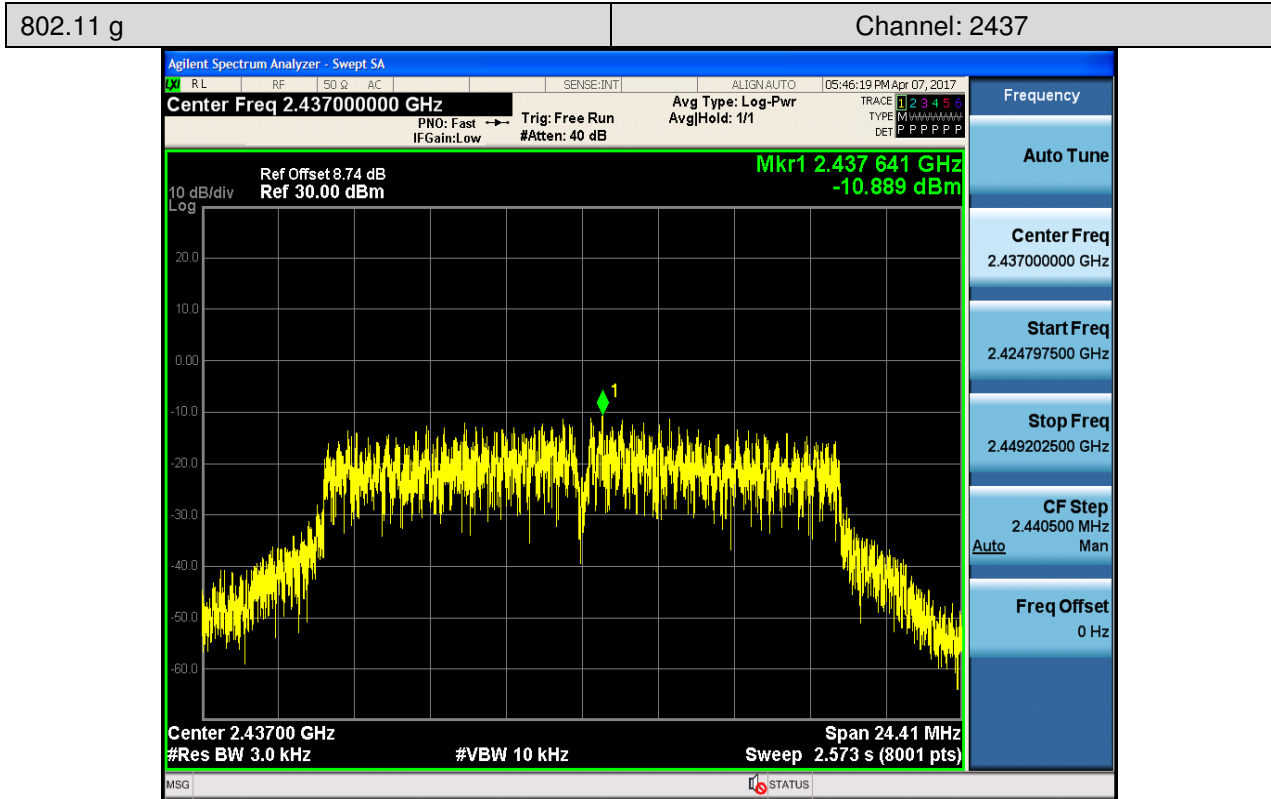 802.11 g Channel: 2437
Agilent Spectrum Analyzer - Swept SA
LXI RL RF 50 Ω AC SENSE:INT ALIGN AUTO 05:46:19 PM Apr 07, 2017
Center Freq 2.437000000 GHz
PNO: Fast
IFGain:Low
Trig: Free Run
#Atten: 40 dB
Avg Type: Log-Pwr
Avg|Hold: 1/1
TRACE 1 2 3 4 5 6
TYPE M
DET P P P P P P
Mkr1 2.437 641 GHz
-10.889 dBm
Ref Offset 8.74 dB
10 dB/div Ref 30.00 dBm
Log
20.0
10.0
0.00
-10.0
-20.0
-30.0
-40.0
-50.0
-60.0
1
Center 2.43700 GHz Span 24.41 MHz
#Res BW 3.0 kHz #VBW 10 kHz Sweep 2.573 s (8001 pts)
MSG STATUS
Frequency
Auto Tune
Center Freq
2.437000000 GHz
Start Freq
2.424797500 GHz
Stop Freq
2.449202500 GHz
CF Step
2.440500 MHz
Auto Man
Freq Offset
0 Hz